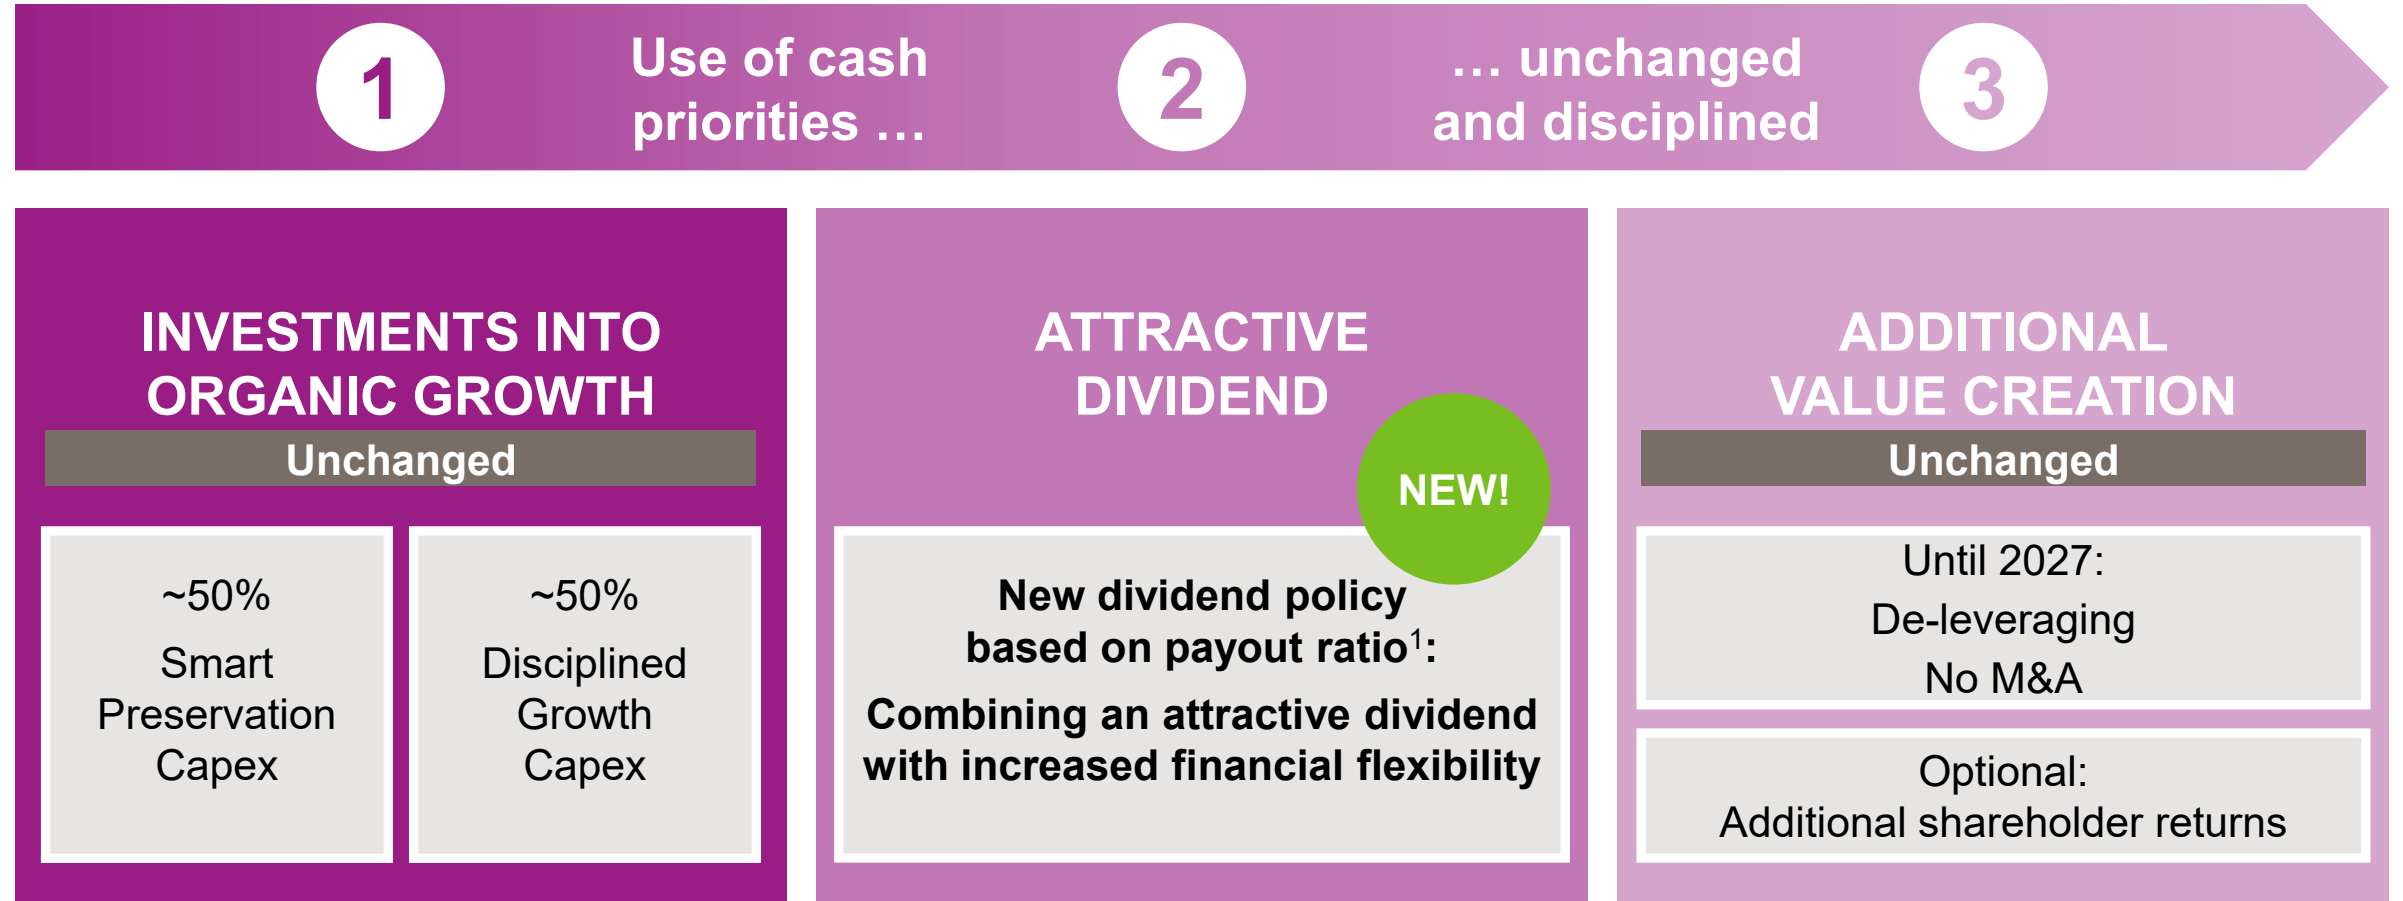 1
Use of cash
priorities …
2
… unchanged
and disciplined
3
INVESTMENTS INTO
ORGANIC GROWTH
Unchanged
~50%
Smart
Preservation
Capex
~50%
Disciplined
Growth
Capex
ATTRACTIVE
DIVIDEND
NEW!
New dividend policy
based on payout ratio¹:
Combining an attractive dividend
with increased financial flexibility
ADDITIONAL
VALUE CREATION
Unchanged
Until 2027:
De-leveraging
No M&A
Optional:
Additional shareholder returns